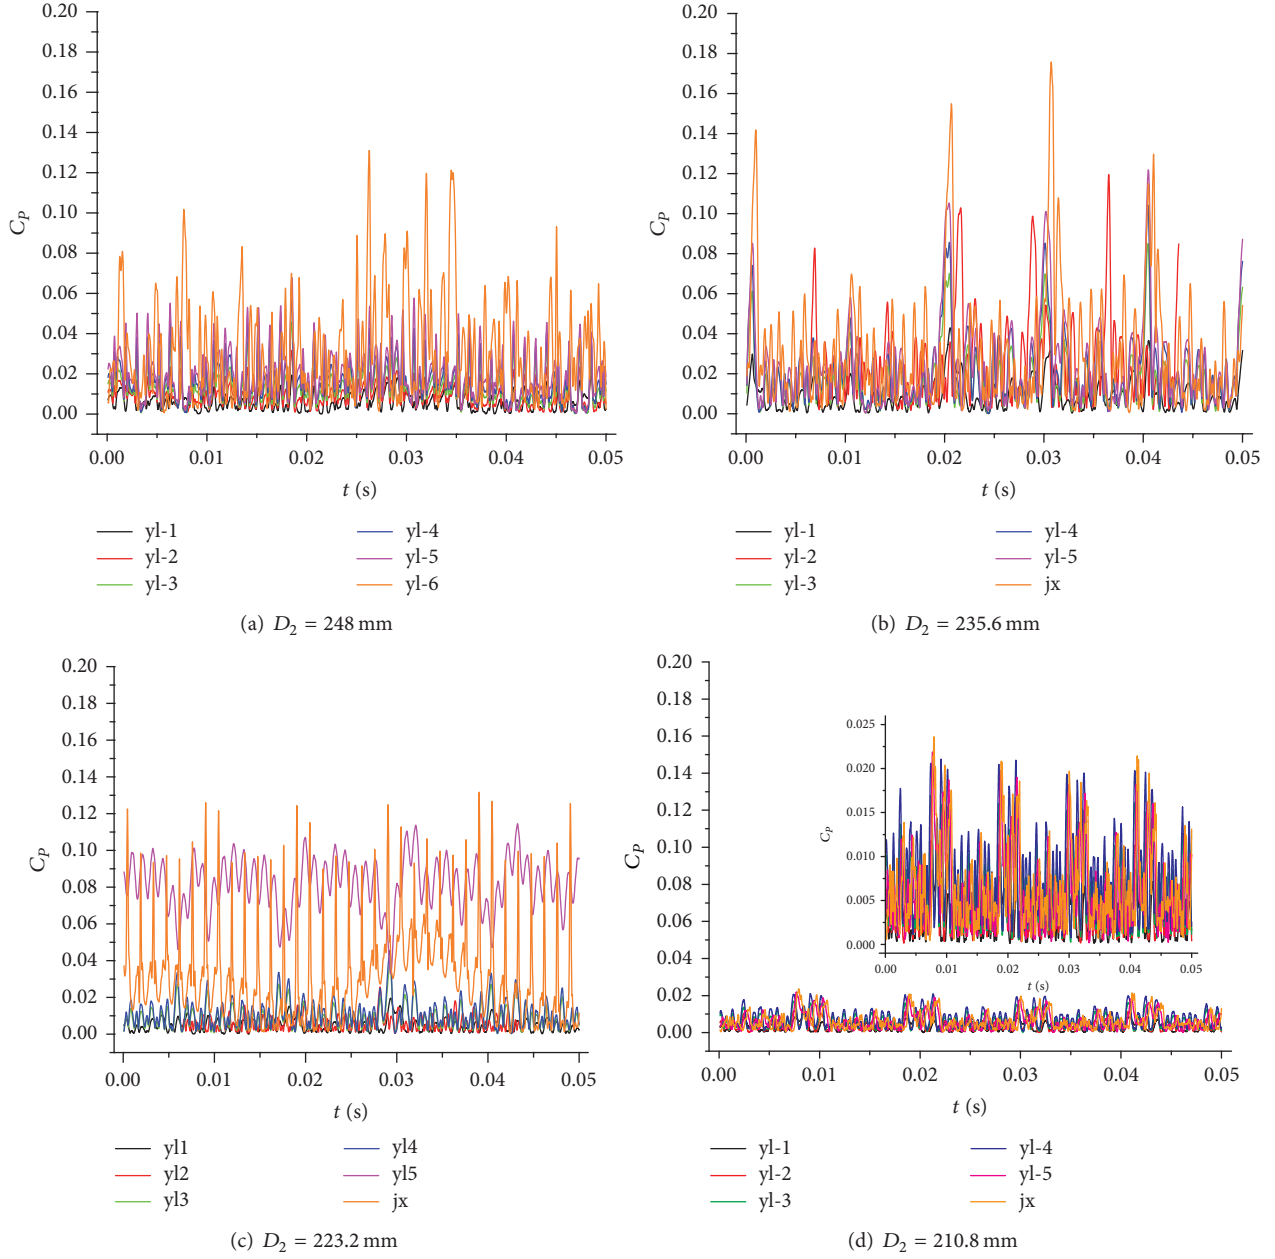 0.20
0.18
0.16
0.14
0.12
0.10
0.08
0.06
0.04
0.02
0.00
C_P
0.00 0.01 0.02 0.03 0.04 0.05
t (s)
yl-1 yl-4
yl-2 yl-5
yl-3 yl-6
(a) D_2 = 248 mm
0.20
0.18
0.16
0.14
0.12
0.10
0.08
0.06
0.04
0.02
0.00
C_P
0.00 0.01 0.02 0.03 0.04 0.05
t (s)
yl-1 yl-4
yl-2 yl-5
yl-3 jx
(b) D_2 = 235.6 mm
0.20
0.18
0.16
0.14
0.12
0.10
0.08
0.06
0.04
0.02
0.00
C_P
0.00 0.01 0.02 0.03 0.04 0.05
t (s)
yl1 yl4
yl2 yl5
yl3 jx
(c) D_2 = 223.2 mm
0.20
0.18
0.16
0.14
0.12
0.10
0.08
0.06
0.04
0.02
0.00
C_P
0.025
0.020
0.015
0.010
0.005
0.000
C_P
0.00 0.01 0.02 0.03 0.04 0.05
t (s)
0.00 0.01 0.02 0.03 0.04 0.05
t (s)
yl-1 yl-4
yl-2 yl-5
yl-3 jx
(d) D_2 = 210.8 mm